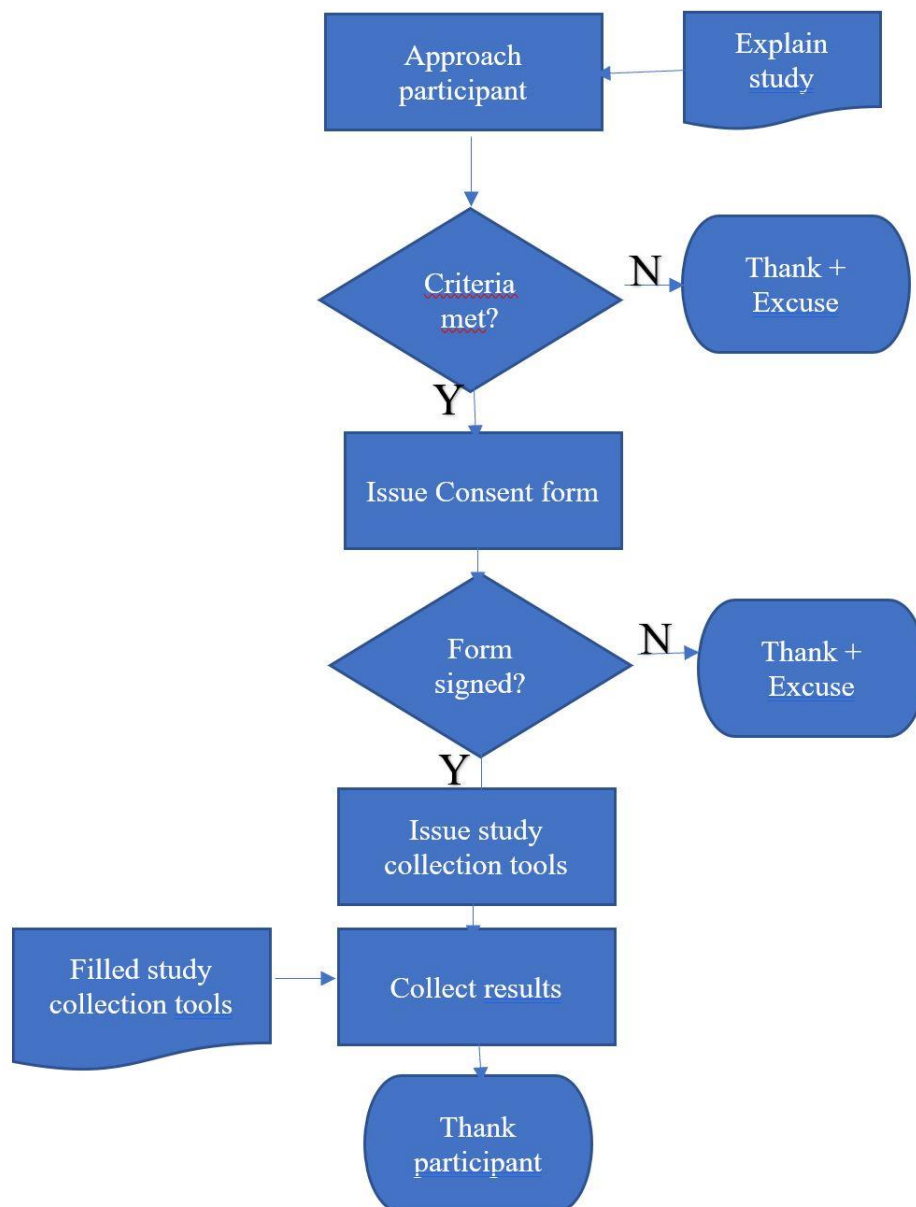 Approach
participant
Explain
study
Criteria
met?
N
Thank +
Excuse
Y
Issue Consent form
Form
signed?
N
Thank +
Excuse
Y
Issue study
collection tools
Filled study
collection tools
Collect results
Thank
participant